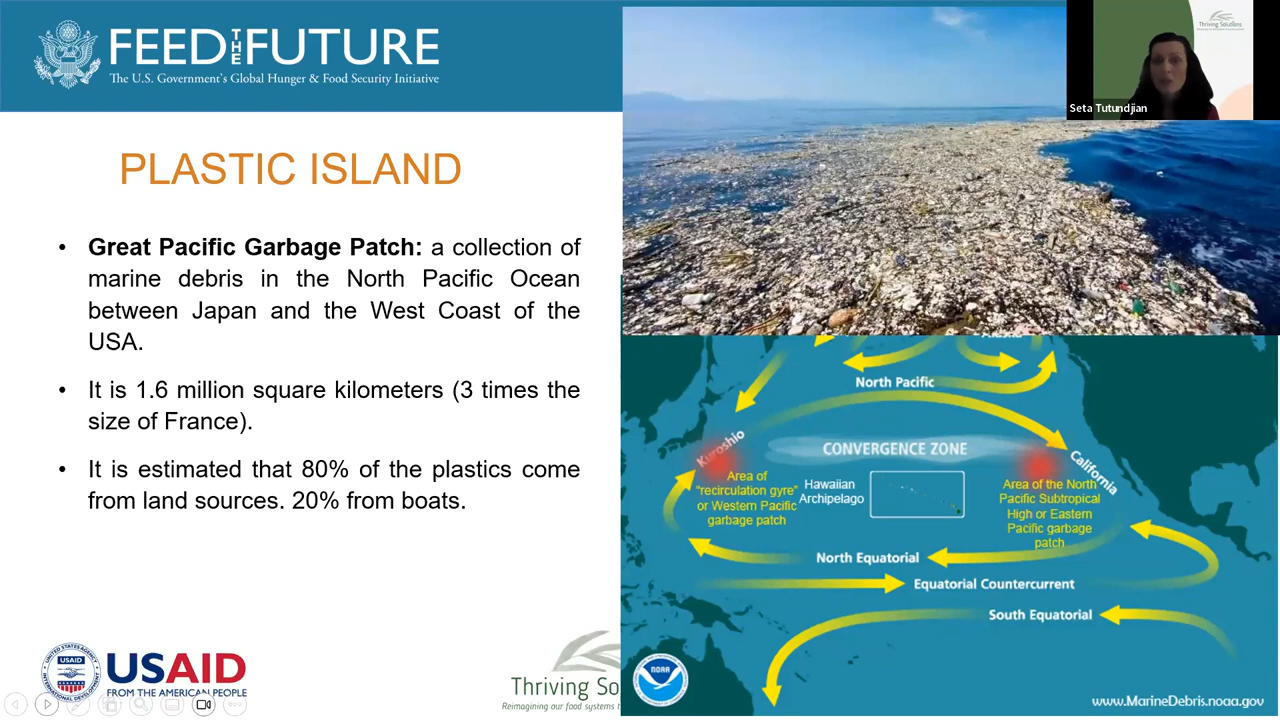 FEED THE FUTURE
The U.S. Government's Global Hunger & Food Security Initiative
Thriving Solutions
Seta Tutundjian
PLASTIC ISLAND
• Great Pacific Garbage Patch: a collection of
marine debris in the North Pacific Ocean
between Japan and the West Coast of the
USA.
• It is 1.6 million square kilometers (3 times the
size of France).
• It is estimated that 80% of the plastics come
from land sources. 20% from boats.
Alaska
North Pacific
Kuroshio
CONVERGENCE ZONE
California
Area of
"recirculation gyre"
or Western Pacific
garbage patch
Hawaiian
Archipelago
Area of the North
Pacific Subtropical
High or Eastern
Pacific garbage
patch
North Equatorial
Equatorial Countercurrent
South Equatorial
NOAA
www.MarineDebris.noaa.gov
USAID
USAID
FROM THE AMERICAN PEOPLE
Thriving So
Reimagining our food systems